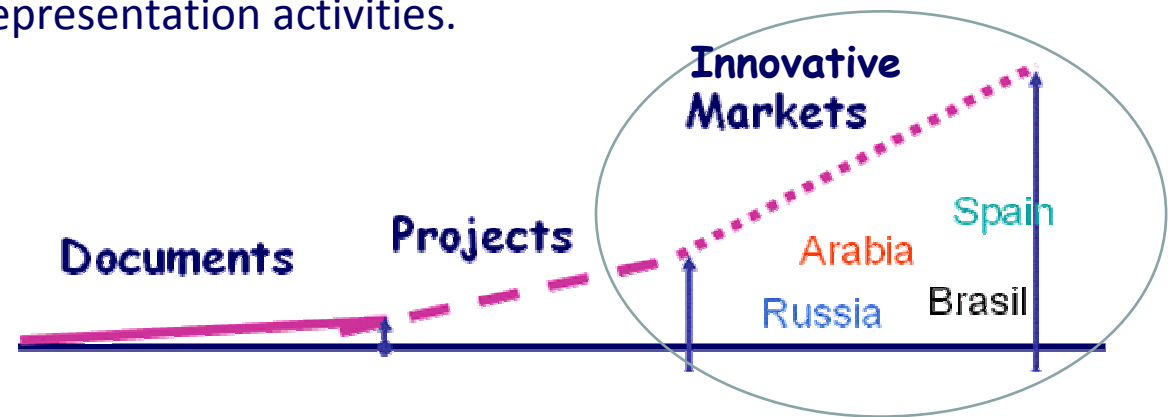 epresentation activities.
Innovative
Markets
Projects
Documents
Spain
Arabia
Brasil
Russia